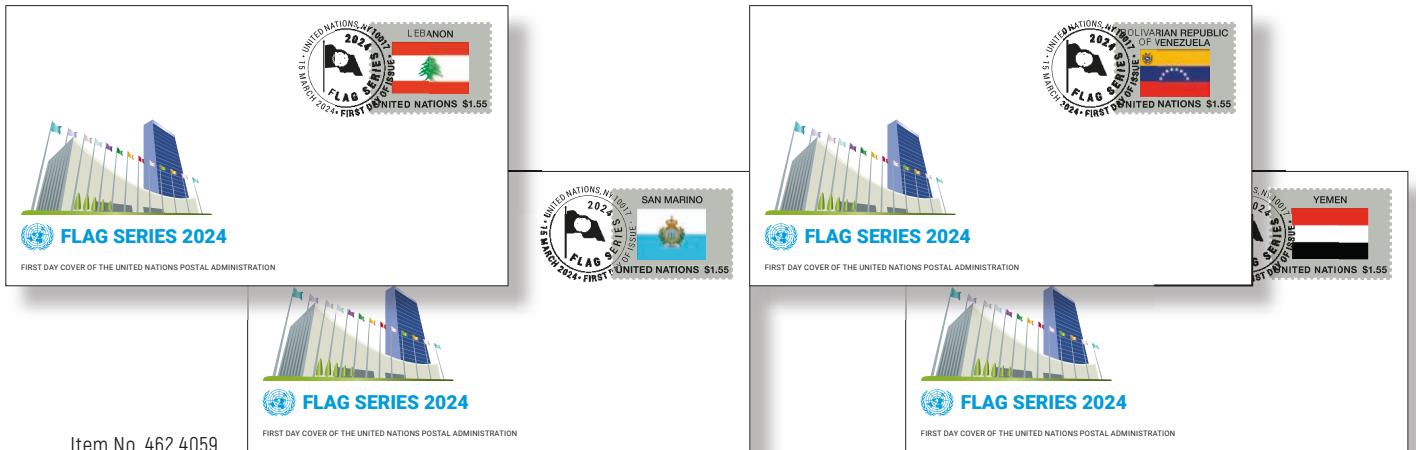 UNITED NATIONS, NY 10017 • 15 MARCH 2024 • FIRST DAY OF ISSUE •
2024
FLAG SERIES
LEBANON
UNITED NATIONS $1.55
FLAG SERIES 2024
FIRST DAY COVER OF THE UNITED NATIONS POSTAL ADMINISTRATION
UNITED NATIONS, NY 10017 • 15 MARCH 2024 • FIRST DAY OF ISSUE •
2024
FLAG SERIES
SAN MARINO
UNITED NATIONS $1.55
FLAG SERIES 2024
FIRST DAY COVER OF THE UNITED NATIONS POSTAL ADMINISTRATION
UNITED NATIONS, NY 10017 • 15 MARCH 2024 • FIRST DAY OF ISSUE •
2024
FLAG SERIES
BOLIVARIAN REPUBLIC
OF VENEZUELA
UNITED NATIONS $1.55
FLAG SERIES 2024
FIRST DAY COVER OF THE UNITED NATIONS POSTAL ADMINISTRATION
YEMEN
UNITED NATIONS $1.55
FLAG SERIES 2024
FIRST DAY COVER OF THE UNITED NATIONS POSTAL ADMINISTRATION
Item No. 462.4059